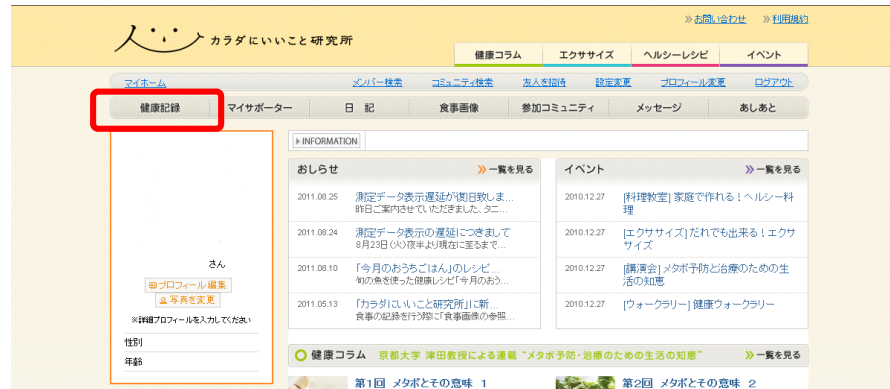 ≫お問い合わせ ≫利用規約
カラダにいいこと研究所
健康コラム エクササイズ ヘルシーレシピ イベント
マイホーム メンバー検索 コミュニティ検索 友人を招待 設定変更 プロフィール変更 ログアウト
健康記録 マイサポーター 日 記 食事画像 参加コミュニティ メッセージ あしあと
さん
プロフィール編集
写真を変更
※詳細プロフィールを入力してください
性別
年齢
INFORMATION
おしらせ ≫一覧を見る
2011.08.25 測定データ表示遅延が復旧致しま...
昨日ご案内させていただきました、タニ...
2011.08.24 測定データ表示の遅延につきまして
8月23日(火)夜半より現在に至るまで...
2011.08.10 「今月のおうちごはん」のレシピ...
旬の魚を使った健康レシピ「今月のおう...
2011.05.13 「カラダにいいこと研究所」に新...
食事の記録を行う際に「食事画像の参照...
イベント ≫一覧を見る
2010.12.27 [料理教室] 家庭で作れる！ヘルシー料
理
2010.12.27 [エクササイズ] だれでも出来る！エクサ
サイズ
2010.12.27 [講演会] メタボ予防と治療のための生
活の知恵
2010.12.27 [ウォークラリー] 健康ウォークラリー
健康コラム 京都大学 津田教授による連載 “メタボ予防・治療のための生活の知恵” ≫一覧を見る
第1回 メタボとその意味 1 第2回 メタボとその意味 2